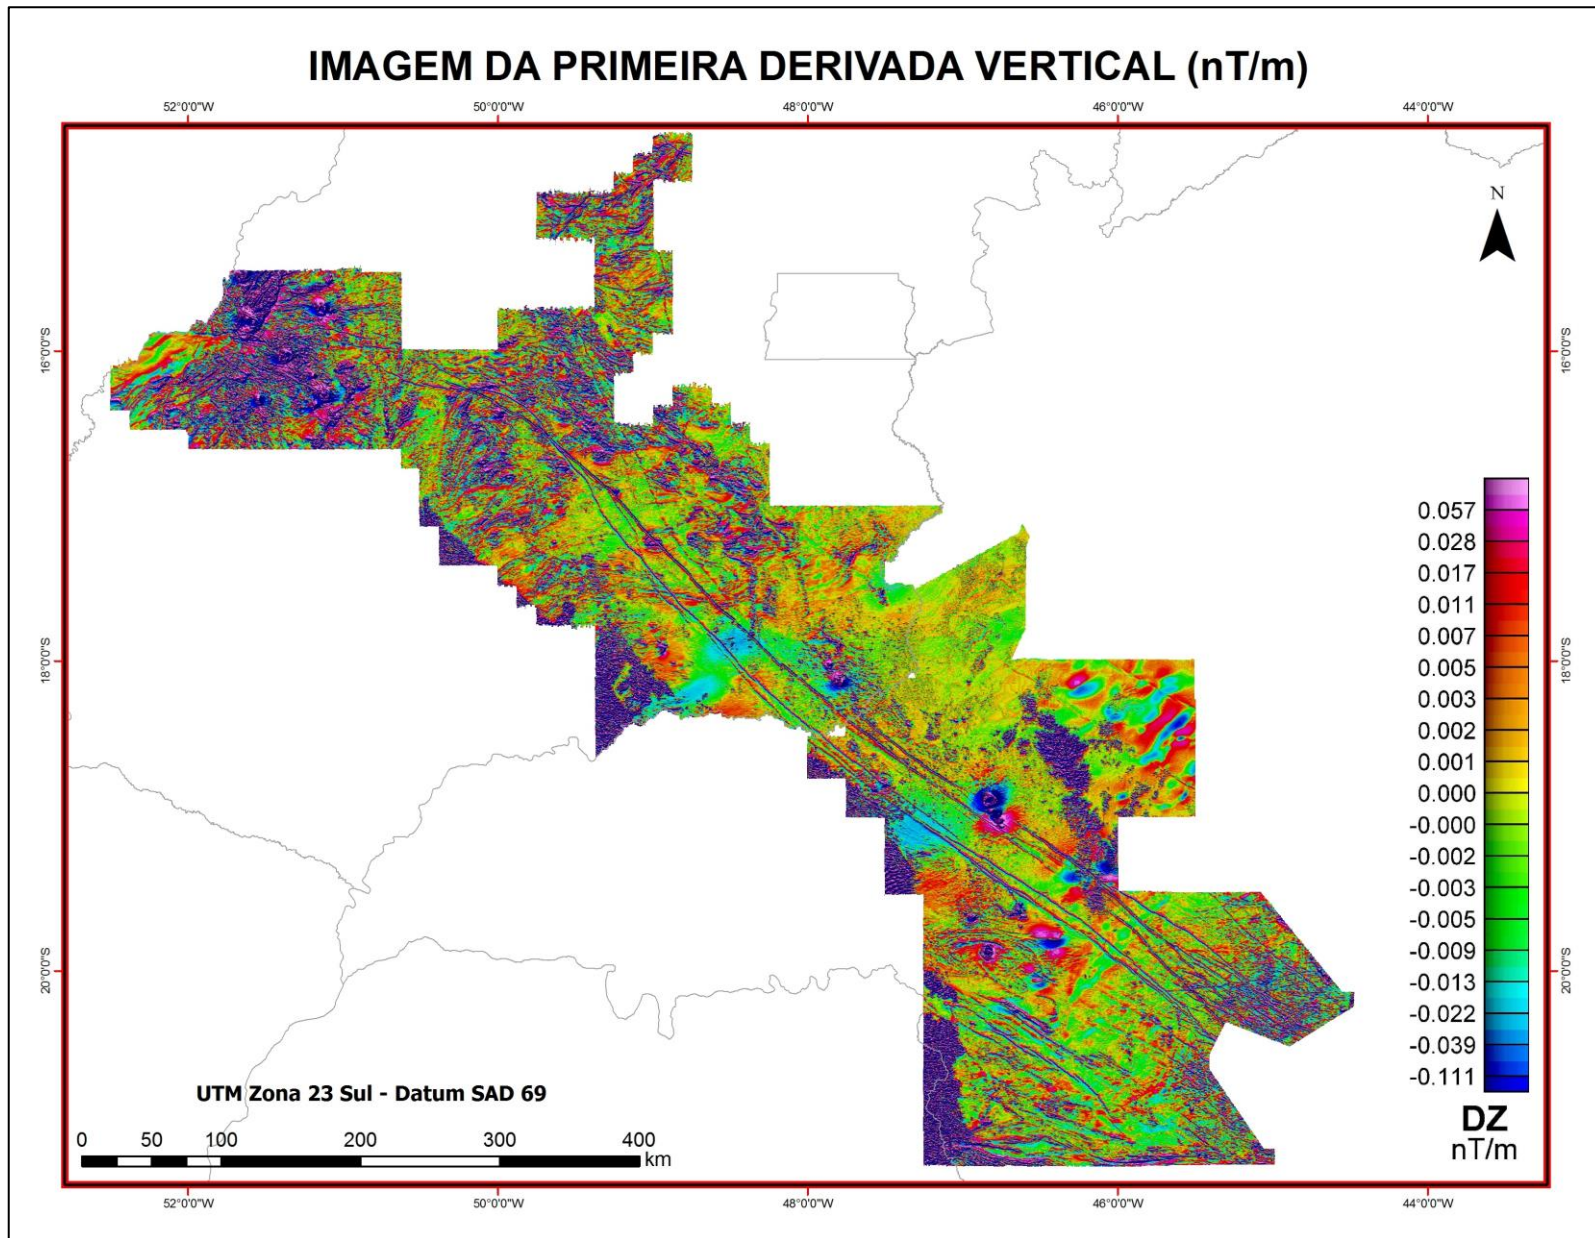 IMAGEM DA PRIMEIRA DERIVADA VERTICAL (nT/m)
52°0'0"W 50°0'0"W 48°0'0"W 46°0'0"W 44°0'0"W
N
16°0'0"S 16°0'0"S
18°0'0"S 18°0'0"S
20°0'0"S 20°0'0"S
0.057
0.028
0.017
0.011
0.007
0.005
0.003
0.002
0.001
0.000
-0.000
-0.002
-0.003
-0.005
-0.009
-0.013
-0.022
-0.039
-0.111
DZ
nT/m
UTM Zona 23 Sul - Datum SAD 69
0 50 100 200 300 400
km
52°0'0"W 50°0'0"W 48°0'0"W 46°0'0"W 44°0'0"W